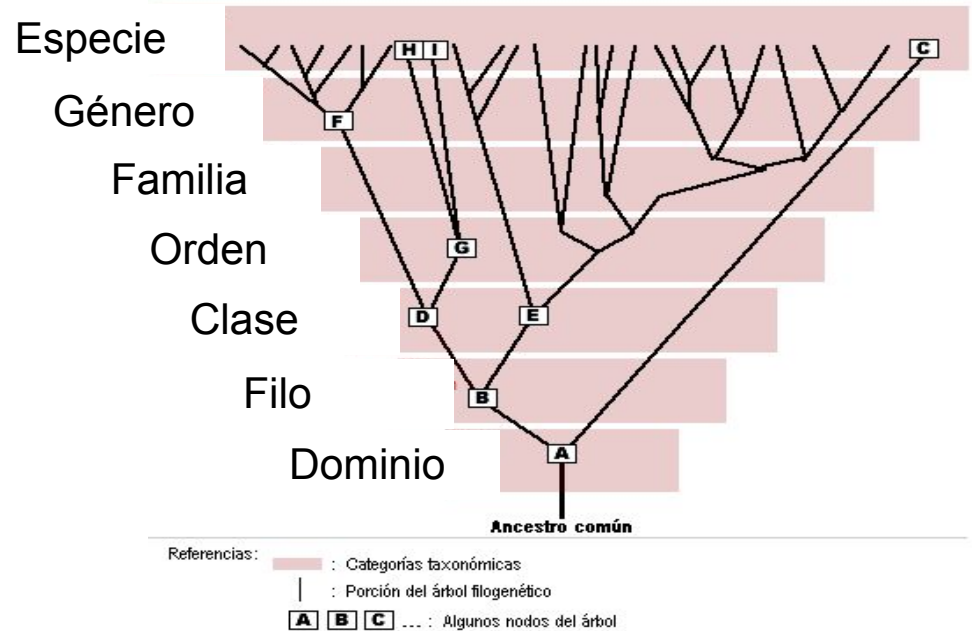 Especie
H I
C
Género
F
Familia
Orden
G
Clase
D
E
Filo
B
Dominio
A
Ancestro común
Referencias:
: Categorías taxonómicas
: Porción del árbol filogenético
A B C ... : Algunos nodos del árbol